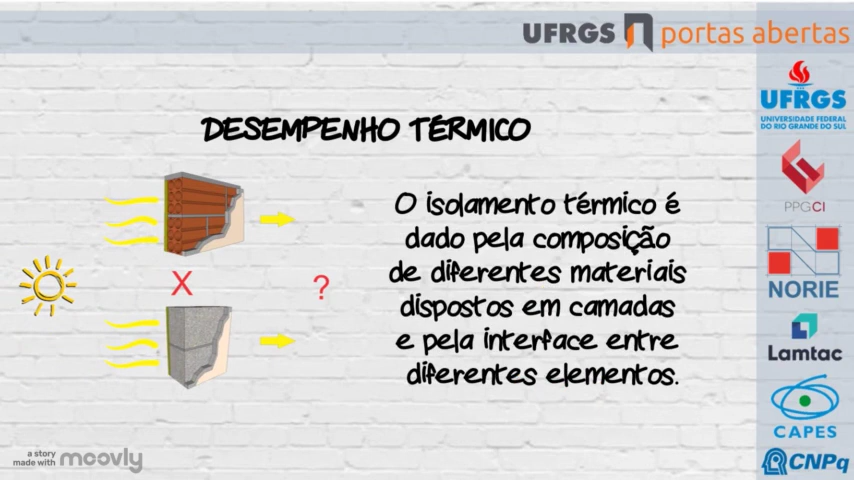 UFRGS portas abertas
UFRGS
UNIVERSIDADE FEDERAL
DO RIO GRANDE DO SUL
DESEMPENHO TÉRMICO
PPGCI
O isolamento térmico é
dado pela composição
de diferentes materiais
dispostos em camadas
e pela interface entre
diferentes elementos.
X
?
NORIE
Lamtac
CAPES
CNPq
a story
made with moovly